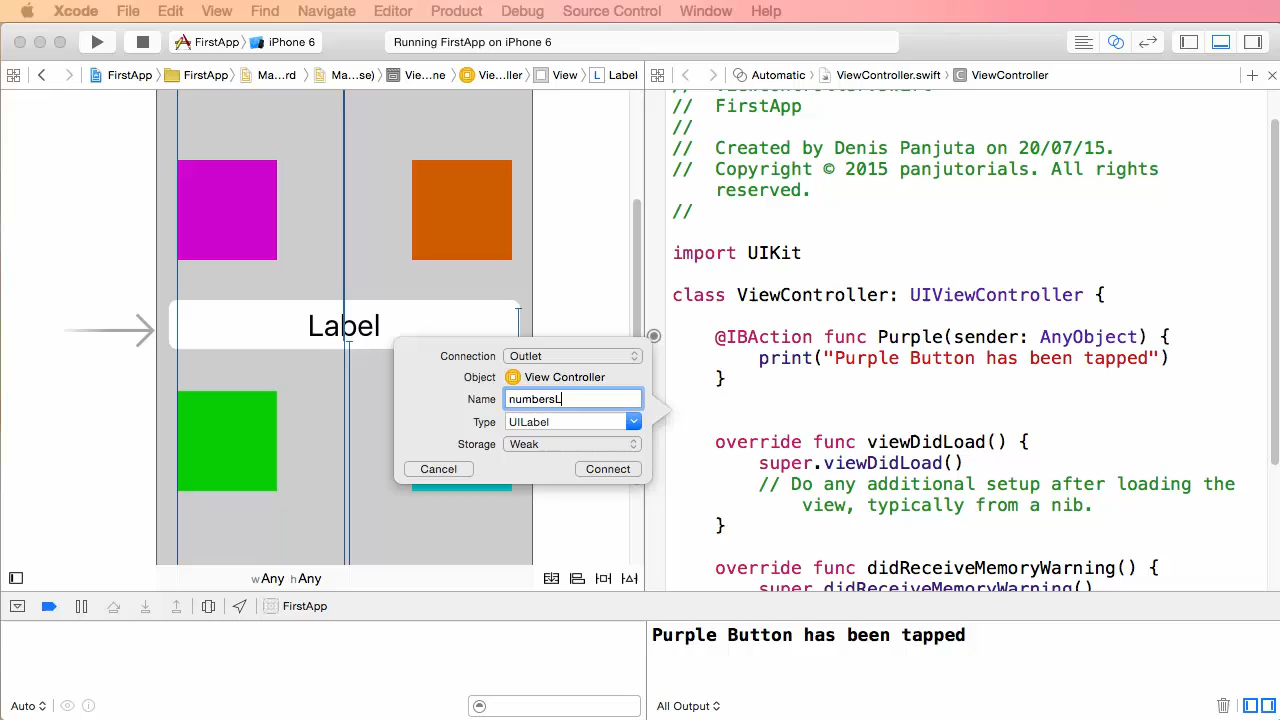 Xcode File Edit View Find Navigate Editor Product Debug Source Control Window Help
FirstApp iPhone 6 Running FirstApp on iPhone 6
FirstApp FirstApp Ma...rd Ma...se) Vie...ne Vie...ller View L Label
Automatic ViewController.swift C ViewController
// FirstApp
//
// Created by Denis Panjuta on 20/07/15.
// Copyright © 2015 panjutorials. All rights
reserved.
//
import UIKit
class ViewController: UIViewController {
@IBAction func Purple(sender: AnyObject) {
print("Purple Button has been tapped")
}
override func viewDidLoad() {
super.viewDidLoad()
// Do any additional setup after loading the
view, typically from a nib.
}
override func didReceiveMemoryWarning() {
super.didReceiveMemoryWarning()
Label
Connection Outlet
Object View Controller
Name numbersL
Type UILabel
Storage Weak
Cancel Connect
wAny hAny
FirstApp
Purple Button has been tapped
Auto
All Output